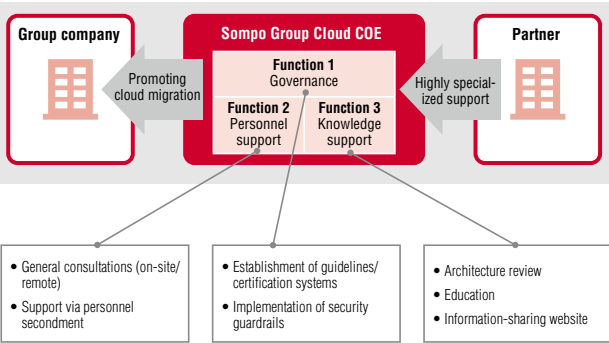 Group company
Sompo Group Cloud COE
Partner
Promoting
cloud migration
Function 1
Governance
Function 2
Personnel
support
Function 3
Knowledge
support
Highly special-
ized support
• General consultations (on-site/
remote)
• Support via personnel
secondment
• Establishment of guidelines/
certification systems
• Implementation of security
guardrails
• Architecture review
• Education
• Information-sharing website